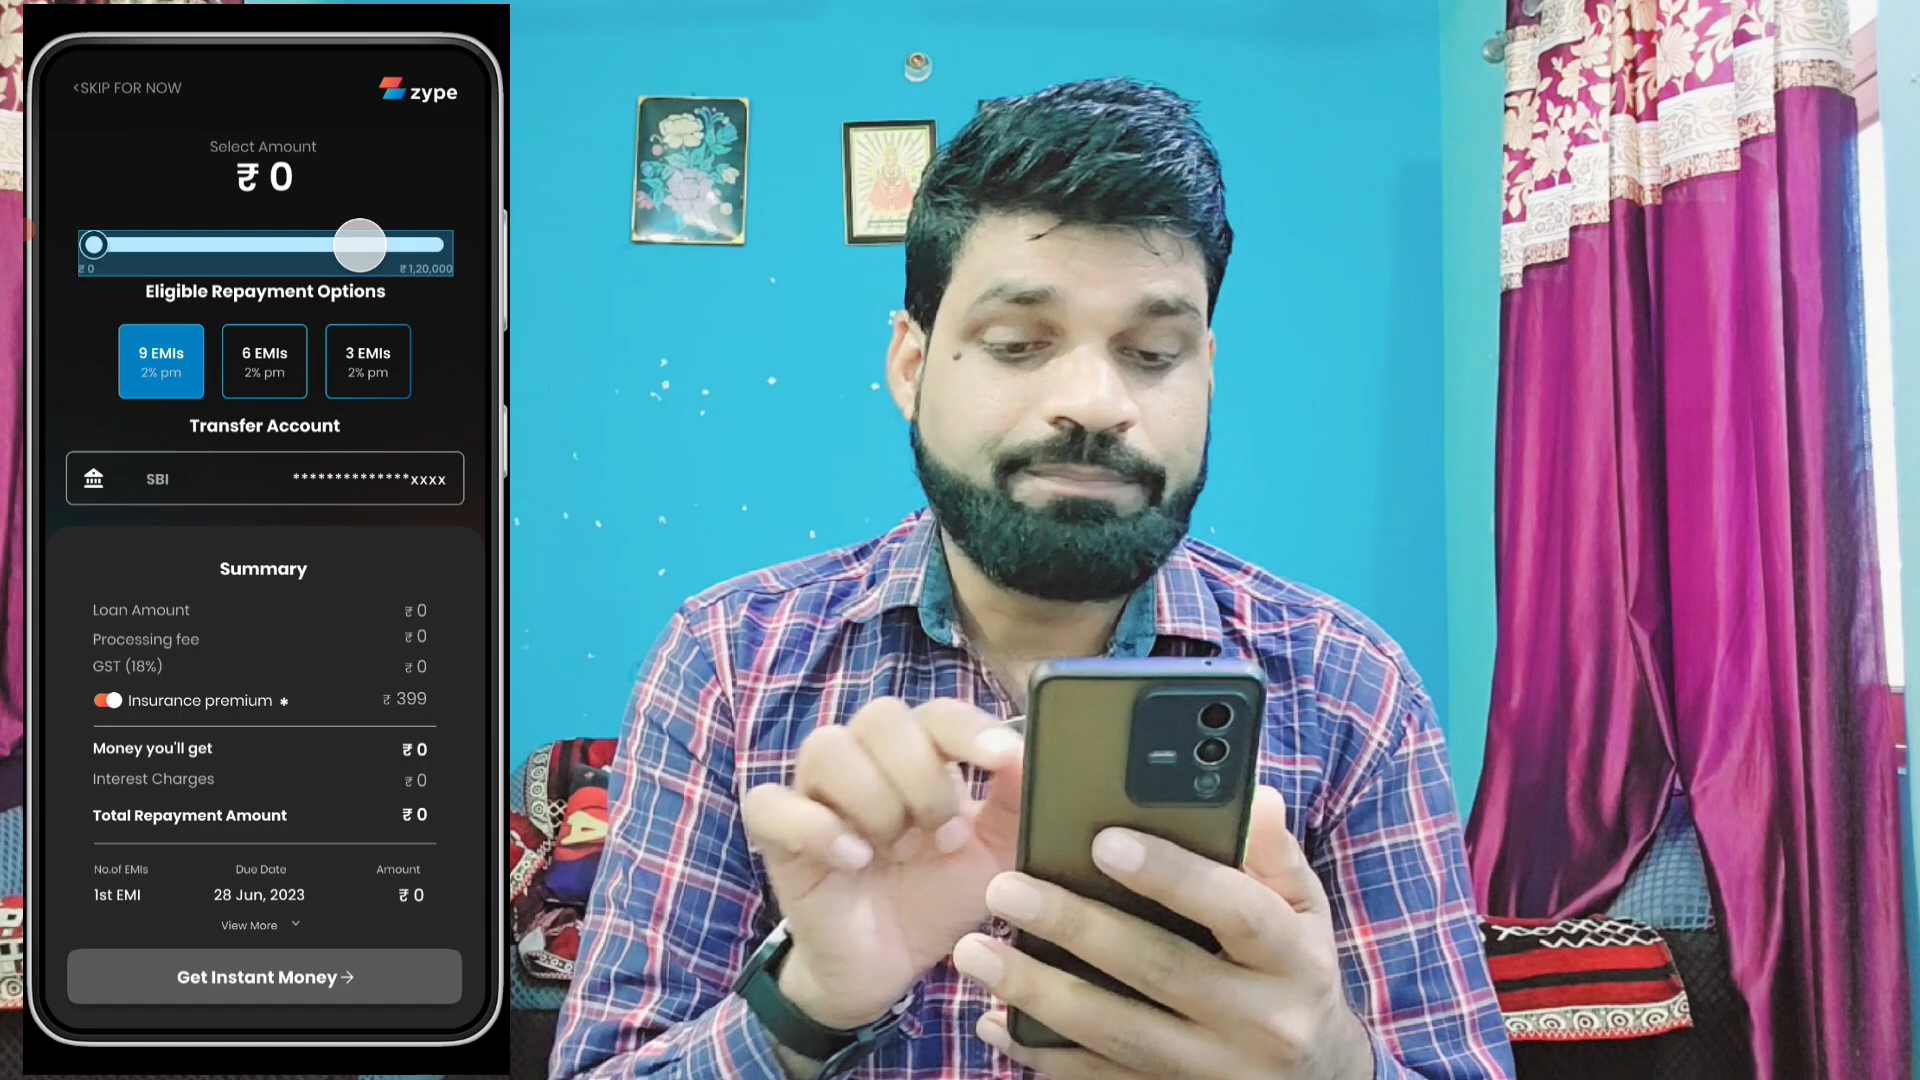 <SKIP FOR NOW
zype
Select Amount
₹ 0
₹ 0 ₹ 1,20,000
Eligible Repayment Options
9 EMIs 6 EMIs 3 EMIs
2% pm 2% pm 2% pm
Transfer Account
SBI **************xxxx
Summary
Loan Amount ₹ 0
Processing fee ₹ 0
GST (18%) ₹ 0
Insurance premium * ₹ 399
Money you'll get ₹ 0
Interest Charges ₹ 0
Total Repayment Amount ₹ 0
No.of EMIs Due Date Amount
1st EMI 28 Jun, 2023 ₹ 0
View More
Get Instant Money→